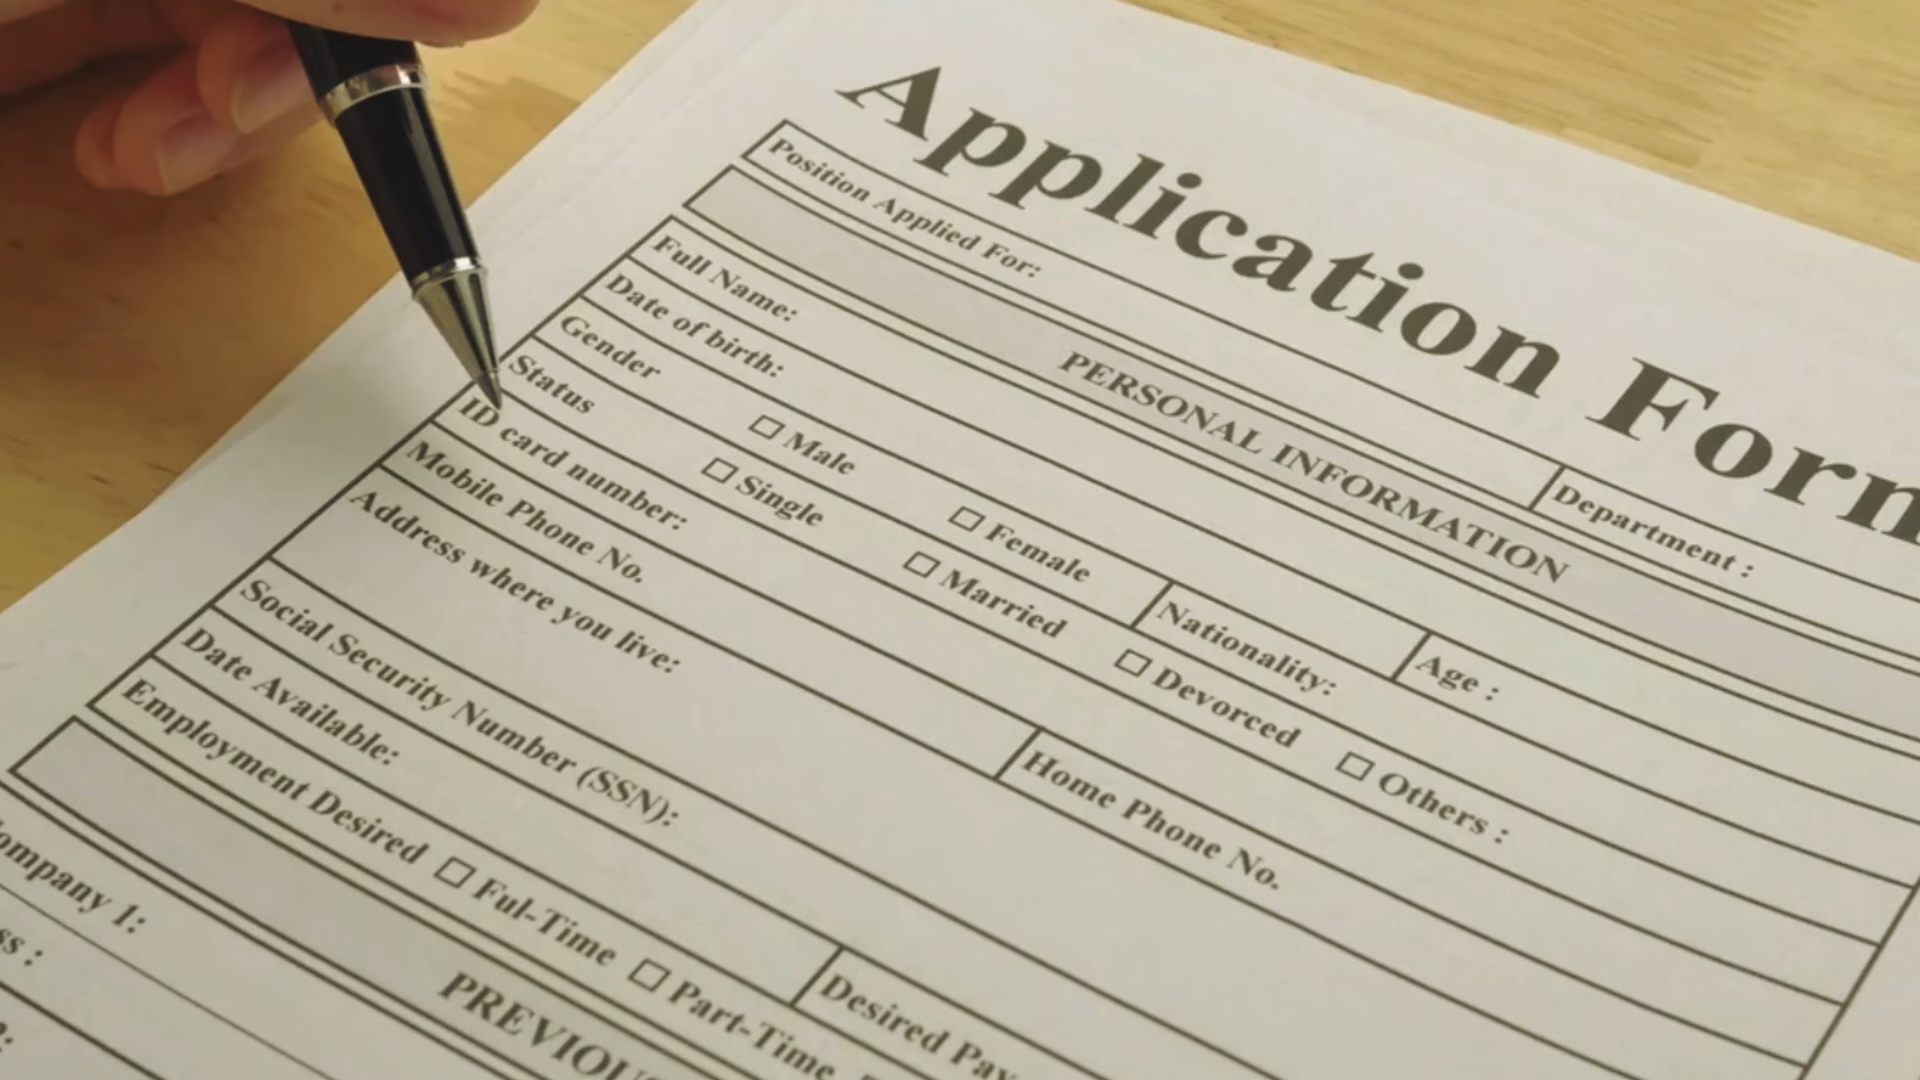 Application Form
Position Applied For: Department :
PERSONAL INFORMATION
Full Name:
Date of birth: Nationality: Age :
Gender Male Female
Status Single Married Devorced Others :
ID card number:
Mobile Phone No. Home Phone No.
Address where you live:
Social Security Number (SSN):
Date Available:
Employment Desired Ful-Time Part-Time Desired Pay
PREVIOU
ompany 1:
ss :